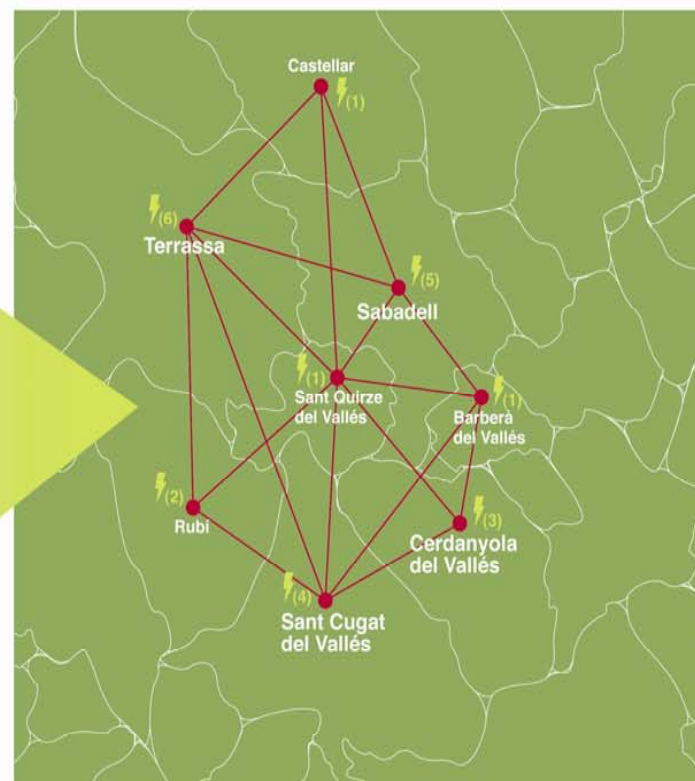 Castellar
(1)
(6)
Terrassa
(5)
Sabadell
(1)
Sant Quirze
del Vallés
(1)
Barberà
del Vallés
(2)
Rubí
(3)
Cerdanyola
del Vallés
(4)
Sant Cugat
del Vallés